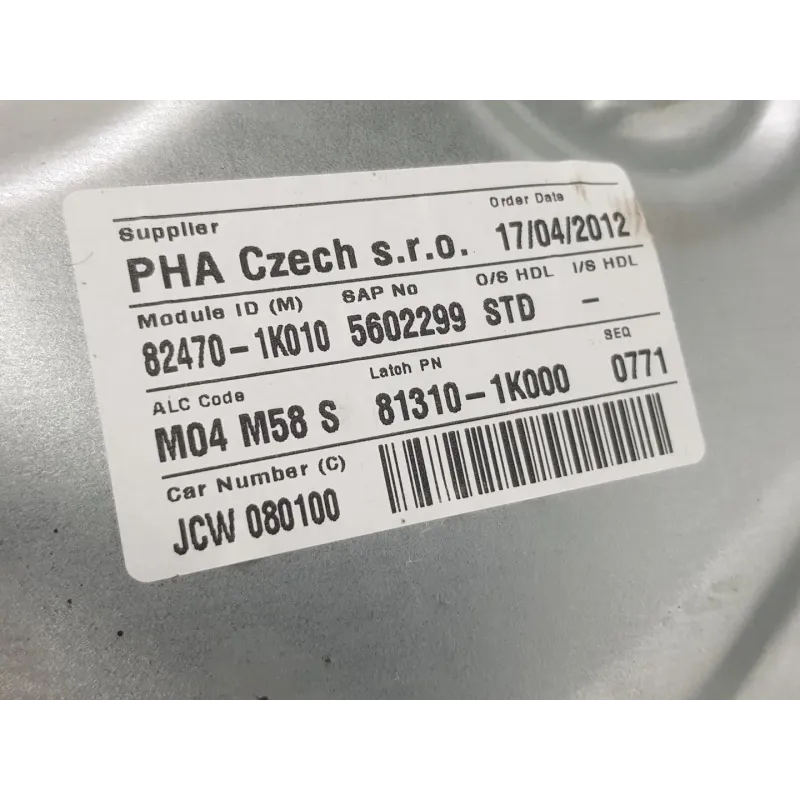 Supplier
Order Date
PHA Czech s.r.o. 17/04/2012
Module ID (M) SAP No O/S HDL I/S HDL
82470-1K010 5602299 STD -
ALC Code Latch PN SEQ
M04 M58 S 81310-1K000 0771
Car Number (C)
JCW 080100